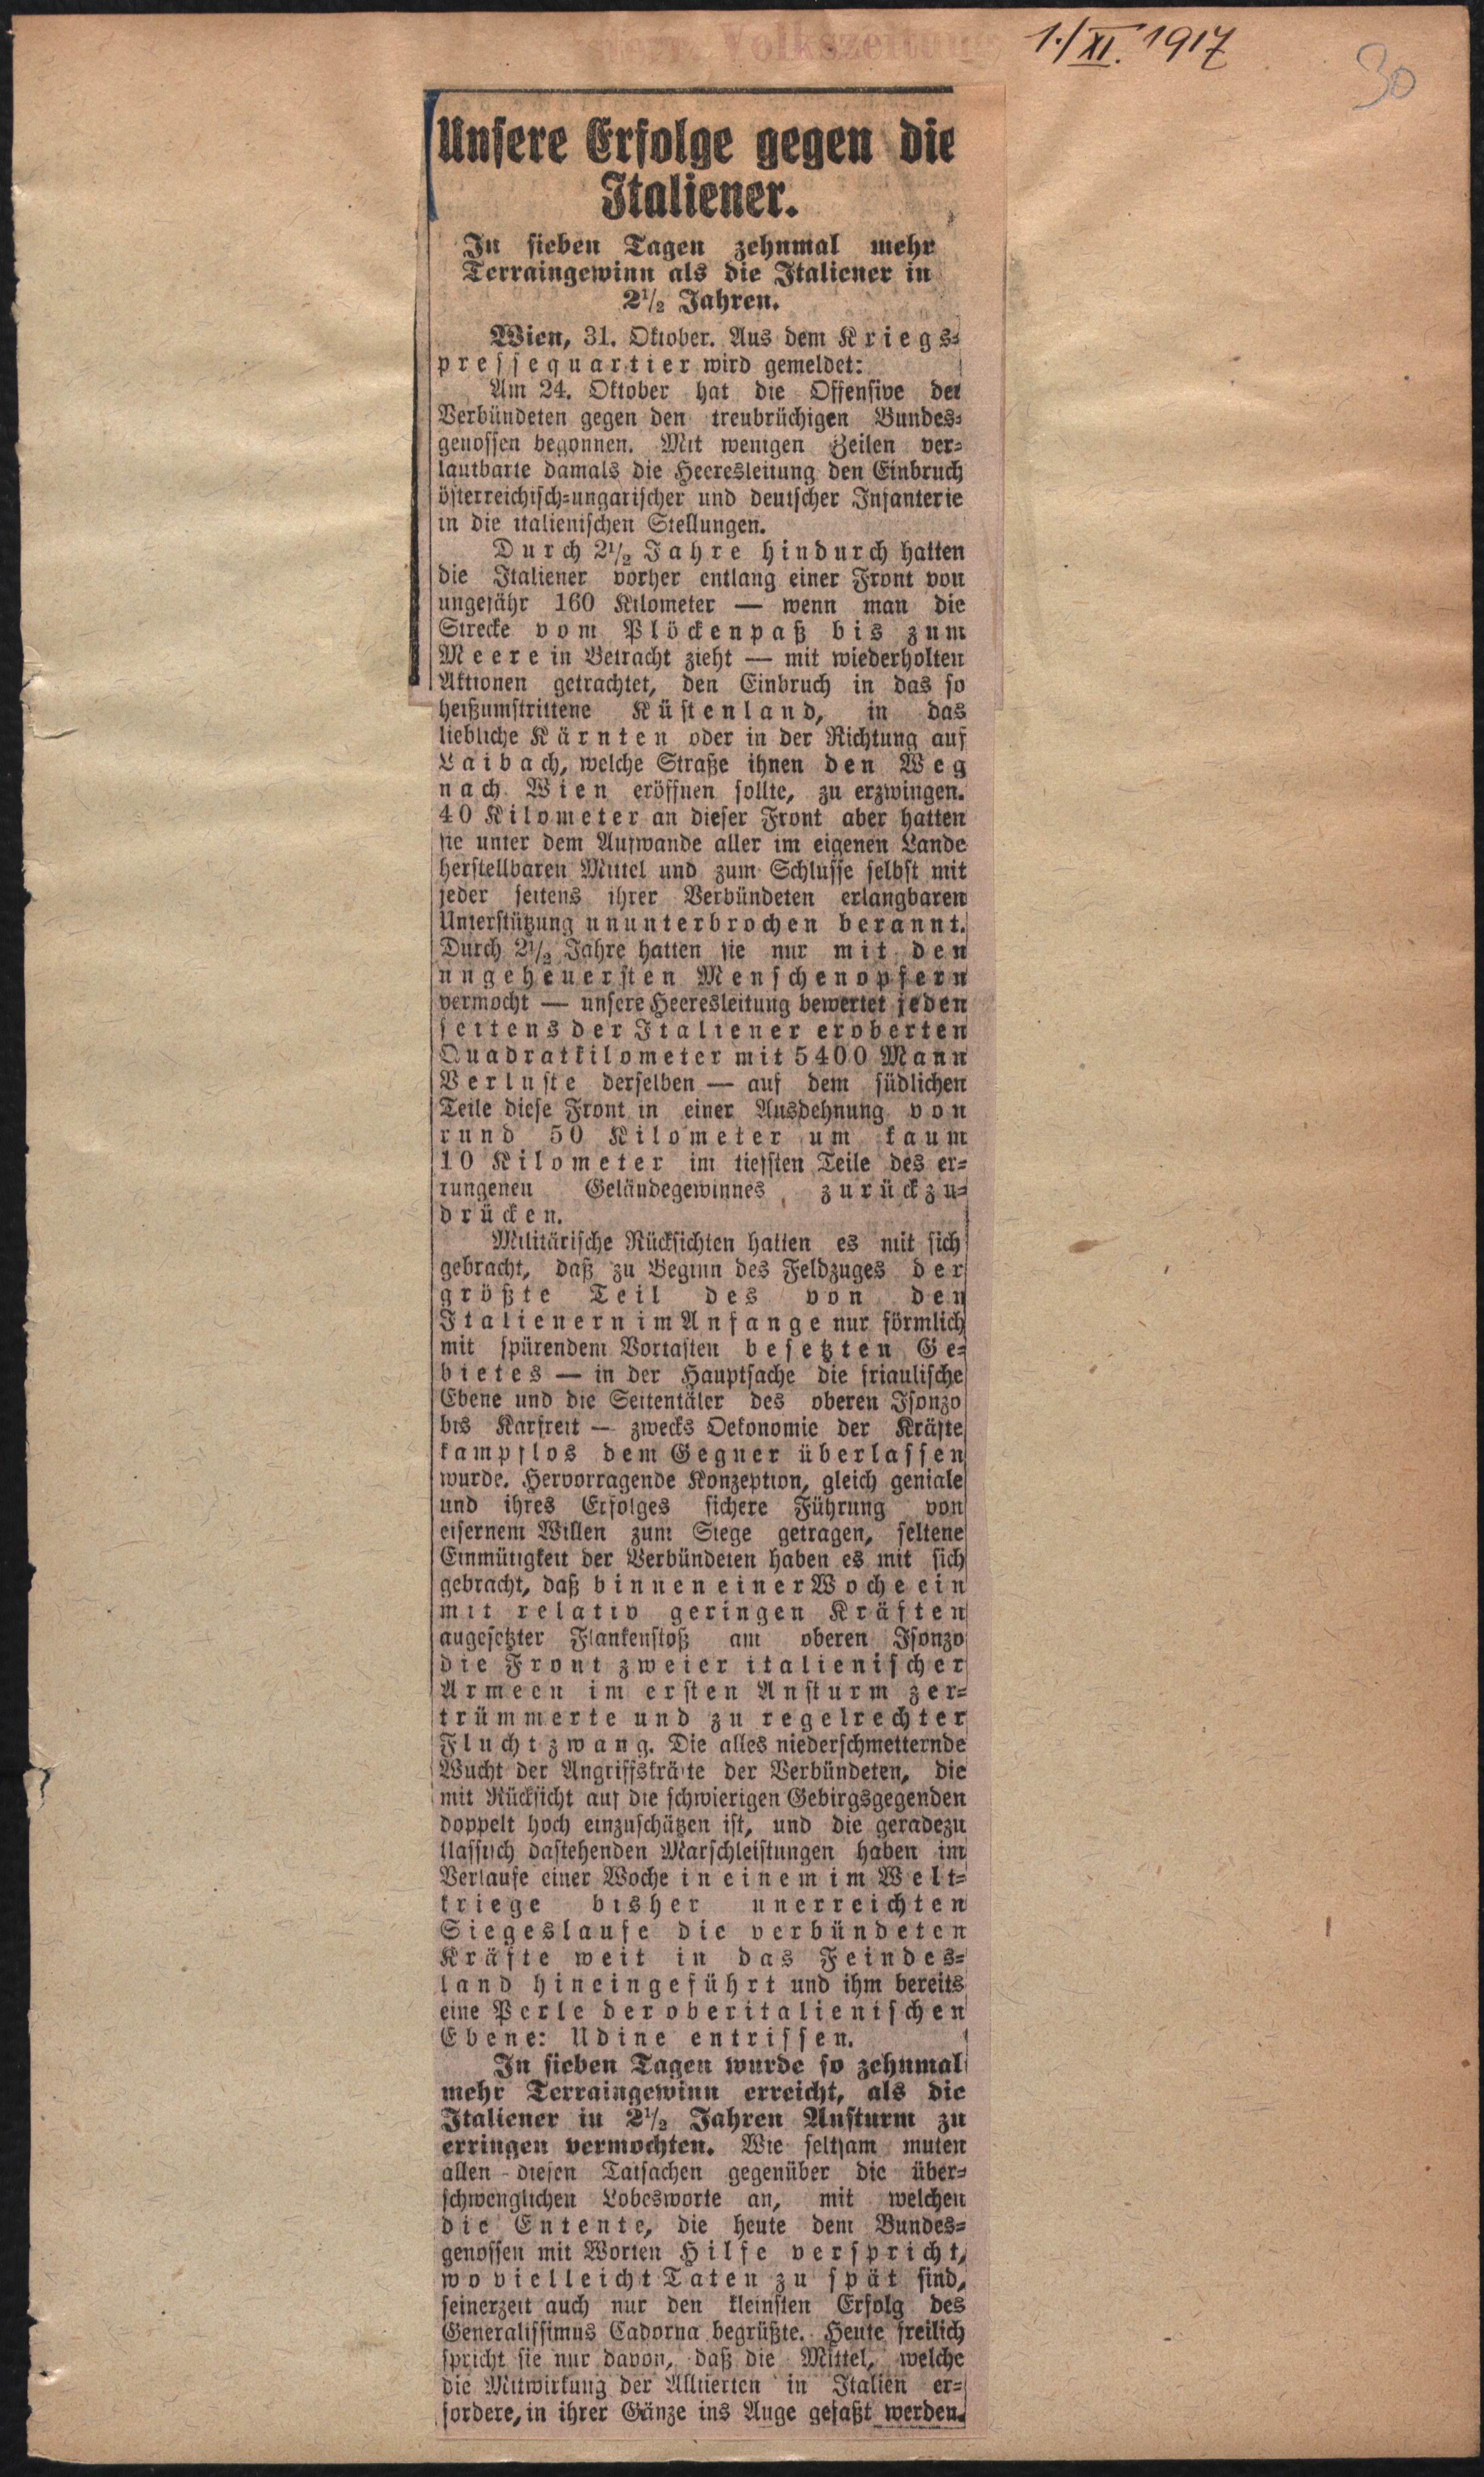 Österr. Volkszeitung
1./XI. 1917
30
Unsere Erfolge gegen die
Italiener.
In sieben Tagen zehnmal mehr
Terraingewinn als die Italiener in
2½ Jahren.
Wien, 31. Oktober. Aus dem Kriegs-
pressequartier wird gemeldet:
Am 24. Oktober hat die Offensive der
Verbündeten gegen den treubrüchigen Bundes-
genossen begonnen. Mit wenigen Zeilen ver-
lautbarte damals die Heeresleitung den Einbruch
österreichisch-ungarischer und deutscher Infanterie
in die italienischen Stellungen.
Durch 2½ Jahre hindurch hatten
die Italiener vorher entlang einer Front von
ungefähr 160 Kilometer — wenn man die
Strecke vom Plöckenpaß bis zum
Meere in Betracht zieht — mit wiederholten
Aktionen getrachtet, den Einbruch in das so
heißumstrittene Küstenland, in das
liebliche Kärnten oder in der Richtung auf
Laibach, welche Straße ihnen den Weg
nach Wien eröffnen sollte, zu erzwingen.
40 Kilometer an dieser Front aber hatten
sie unter dem Aufwande aller im eigenen Lande
herstellbaren Mittel und zum Schlusse selbst mit
jeder seitens ihrer Verbündeten erlangbaren
Unterstützung ununterbrochen berannt.
Durch 2½ Jahre hatten sie nur mit den
ungeheuersten Menschenopfern
vermocht — unsere Heeresleitung bewertet jeden
seitens der Italiener eroberten
Quadratkilometer mit 5400 Mann
Verluste derselben — auf dem südlichen
Teile diese Front in einer Ausdehnung von
rund 50 Kilometer um kaum
10 Kilometer im tiefsten Teile des er-
rungenen Geländegewinnes zurückzu-
drücken.
Militärische Rücksichten hatten es mit sich
gebracht, daß zu Beginn des Feldzuges der
größte Teil des von den
Italienern im Anfange nur förmlich
mit spürendem Vortasten besetzten Ge-
bietes — in der Hauptsache die friaulische
Ebene und die Seitentäler des oberen Isonzo
bis Karfreit — zwecks Oekonomie der Kräfte
kampflos dem Gegner überlassen
wurde. Hervorragende Konzeption, gleich geniale
und ihres Erfolges sichere Führung von
eisernem Willen zum Siege getragen, seltene
Einmütigkeit der Verbündeten haben es mit sich
gebracht, daß binnen einer Woche ein
mit relativ geringen Kräften
angesetzter Flankenstoß am oberen Isonzo
die Front zweier italienischer
Armeen im ersten Ansturm zer-
trümmerte und zu regelrechter
Flucht zwang. Die alles niederschmetternde
Wucht der Angriffskräfte der Verbündeten, die
mit Rücksicht auf die schwierigen Gebirgsgegenden
doppelt hoch einzuschätzen ist, und die geradezu
klassisch dastehenden Marschleistungen haben im
Verlaufe einer Woche in einem im Welt-
kriege bisher unerreichten
Siegeslaufe die verbündeten
Kräfte weit in das Feindes-
land hineingeführt und ihm bereits
eine Perle der oberitalienischen
Ebene: Udine entrissen.
In sieben Tagen wurde so zehnmal
mehr Terraingewinn erreicht, als die
Italiener in 2½ Jahren Ansturm zu
erringen vermochten. Wie seltsam muten
allen diesen Tatsachen gegenüber die über-
schwenglichen Lobesworte an, mit welchen
die Entente, die heute dem Bundes-
genossen mit Worten Hilfe verspricht,
wo vielleicht Taten zu spät sind,
seinerzeit auch nur den kleinsten Erfolg des
Generalissimus Cadorna begrüßte. Heute freilich
spricht sie nur davon, daß die Mittel, welche
die Mitwirkung der Alliierten in Italien er-
fordere, in ihrer Gänze ins Auge gefaßt werden.